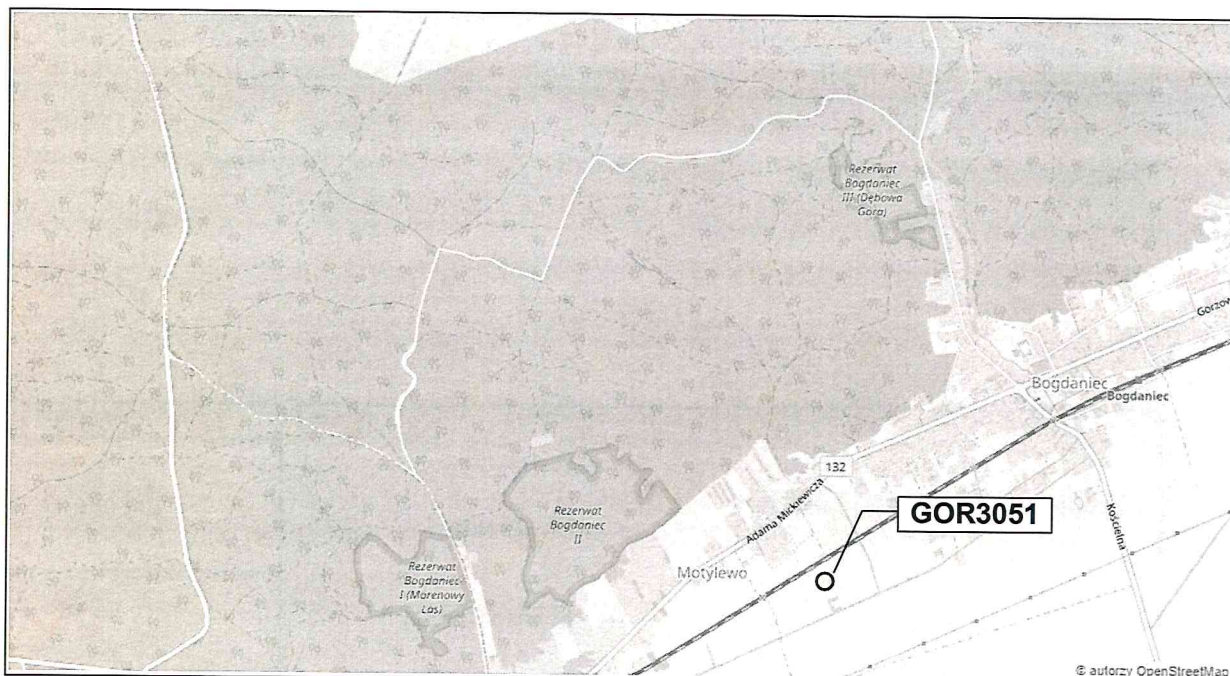 Rezerwat
Bogdaniec
III (Dębowa
Góra)
Gorzow
Bogdaniec
Bogdaniec
132
Adama Mickiewicza
GOR3051
Kościelna
Rezerwat
Bogdaniec
II
Motylewo
Rezerwat
Bogdaniec
I (Morenowy
Las)
© autorzy OpenStreetMap